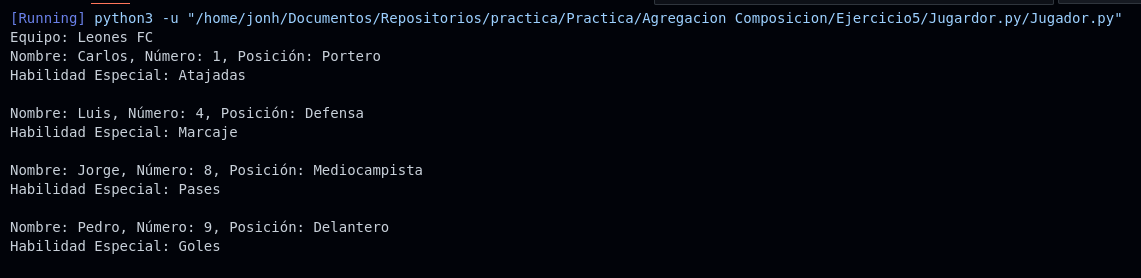 [Running] python3 -u "/home/jonh/Documentos/Repositorios/practica/Practica/Agregacion Composicion/Ejercicio5/Jugardor.py/Jugador.py"
Equipo: Leones FC
Nombre: Carlos, Número: 1, Posición: Portero
Habilidad Especial: Atajadas

Nombre: Luis, Número: 4, Posición: Defensa
Habilidad Especial: Marcaje

Nombre: Jorge, Número: 8, Posición: Mediocampista
Habilidad Especial: Pases

Nombre: Pedro, Número: 9, Posición: Delantero
Habilidad Especial: Goles